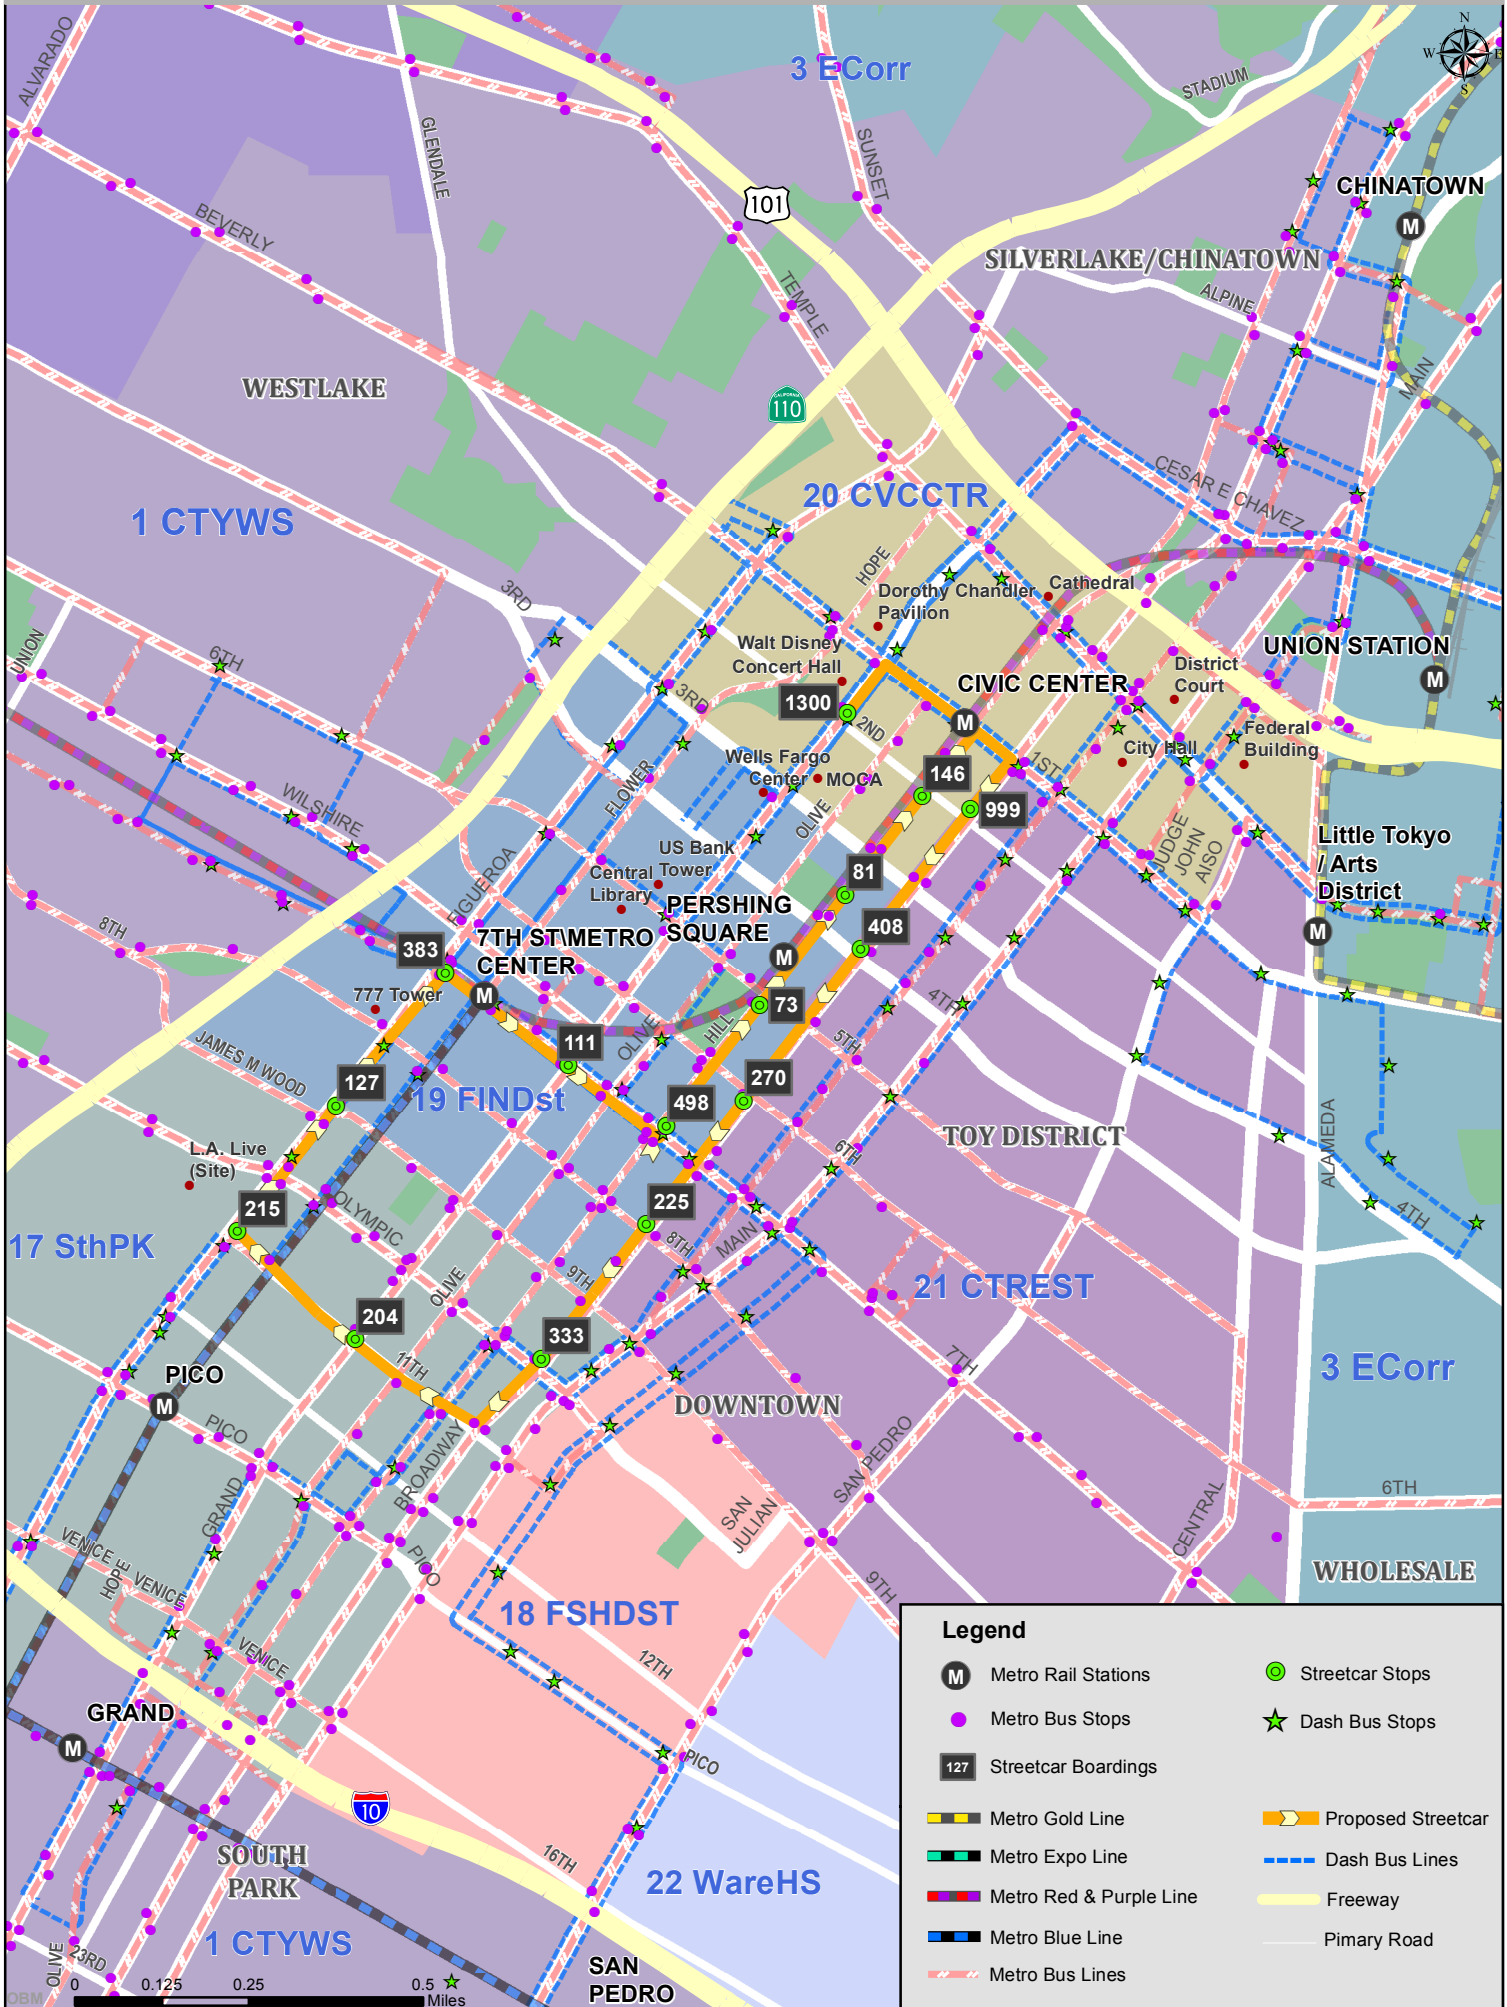 N
W
E
S
ALVARADO
3 ECorr
STADIUM
GLENDALE
SUNSET
CHINATOWN
M
101
BEVERLY
SILVERLAKE/CHINATOWN
TEMPLE
ALPINE
WESTLAKE
MAIN
CALIFORNIA
110
20 CVCCTR
CESAR E CHAVEZ
1 CTYWS
HOPE
3RD
Dorothy Chandler
Pavilion
Cathedral
UNION
6TH
Walt Disney
Concert Hall
UNION STATION
M
District
Court
CIVIC CENTER
M
3RD
1300
2ND
Federal
Building
City Hall
1ST
Wells Fargo
Center
MOCA
146
999
FLOWER
OLIVE
WILSHIRE
JUDGE
JOHN
AISO
Little Tokyo
/ Arts
District
M
US Bank
Tower
Central
Library
81
FIGUEROA
PERSHING
SQUARE
M
408
8TH
7TH ST\METRO
CENTER
M
383
777 Tower
73
4TH
HILL
OLIVE
5TH
JAMES M WOOD
111
127
19 FINDst
270
498
TOY DISTRICT
ALAMEDA
6TH
L.A. Live
(Site)
215
OLYMPIC
225
4TH
17 SthPK
8TH
MAIN
9TH
OLIVE
21 CTREST
204
333
11TH
7TH
3 ECorr
PICO
M
DOWNTOWN
PICO
BROADWAY
SAN PEDRO
6TH
GRAND
SAN
JULIAN
CENTRAL
VENICE
HOPE
VENICE
PICO
9TH
WHOLESALE
18 FSHDST
VENICE
12TH
GRAND
M
PICO
10
SOUTH
PARK
16TH
22 WareHS
1 CTYWS
OLIVE
23RD
SAN
PEDRO
0 0.125 0.25 0.5
Miles
OBM
Legend
M Metro Rail Stations
Streetcar Stops
Metro Bus Stops
Dash Bus Stops
127 Streetcar Boardings
Metro Gold Line
Proposed Streetcar
Metro Expo Line
Dash Bus Lines
Metro Red & Purple Line
Freeway
Metro Blue Line
Pimary Road
Metro Bus Lines